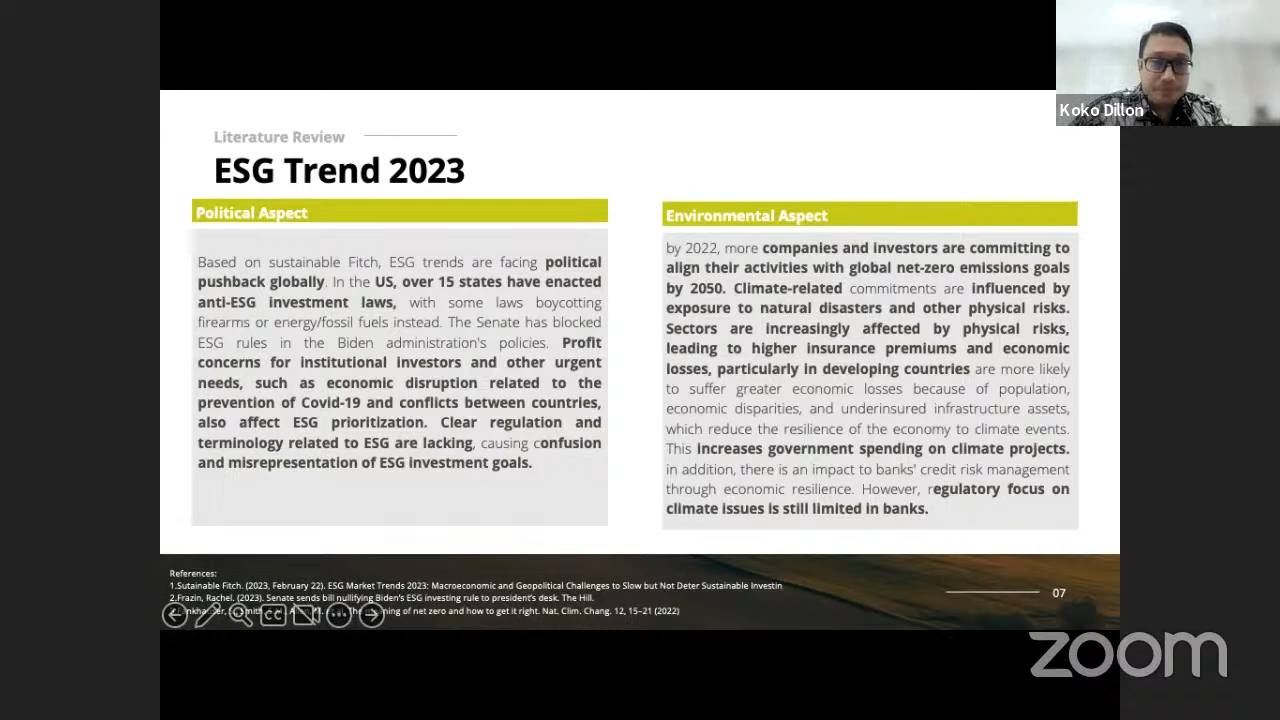 Koko Dillon
Literature Review
ESG Trend 2023
Political Aspect
Based on sustainable Fitch, ESG trends are facing political
pushback globally. In the US, over 15 states have enacted
anti-ESG investment laws, with some laws boycotting
firearms or energy/fossil fuels instead. The Senate has blocked
ESG rules in the Biden administration's policies. Profit
concerns for institutional investors and other urgent
needs, such as economic disruption related to the
prevention of Covid-19 and conflicts between countries,
also affect ESG prioritization. Clear regulation and
terminology related to ESG are lacking, causing confusion
and misrepresentation of ESG investment goals.
Environmental Aspect
by 2022, more companies and investors are committing to
align their activities with global net-zero emissions goals
by 2050. Climate-related commitments are influenced by
exposure to natural disasters and other physical risks.
Sectors are increasingly affected by physical risks,
leading to higher insurance premiums and economic
losses, particularly in developing countries are more likely
to suffer greater economic losses because of population,
economic disparities, and underinsured infrastructure assets,
which reduce the resilience of the economy to climate events.
This increases government spending on climate projects.
in addition, there is an impact to banks' credit risk management
through economic resilience. However, regulatory focus on
climate issues is still limited in banks.
References:
1.Sutainable Fitch. (2023, February 22). ESG Market Trends 2023: Macroeconomic and Geopolitical Challenges to Slow but Not Deter Sustainable Investin
2.Frazin, Rachel. (2023). Senate sends bill nullifying Biden's ESG investing rule to president's desk. The Hill.
of net zero and how to get it right. Nat. Clim. Chang. 12, 15–21 (2022)
CC
07
zoom